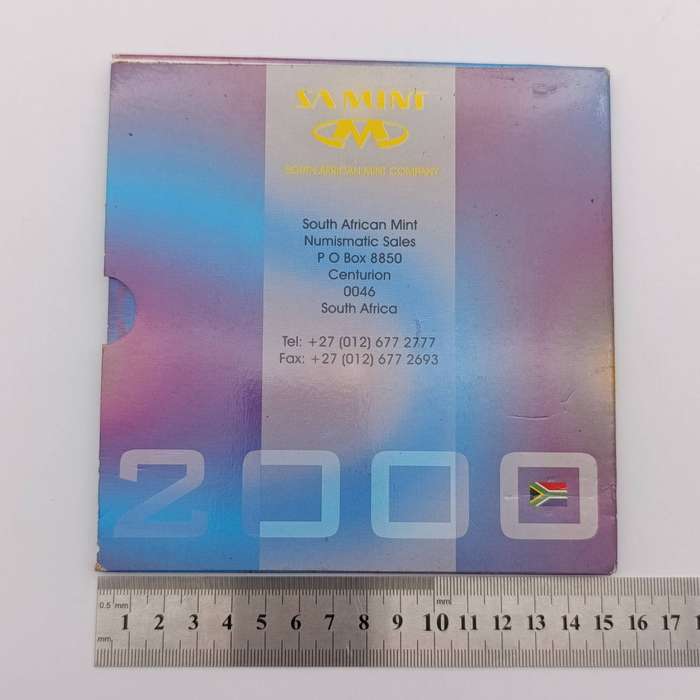 SA MINT
SOUTH AFRICAN MINT COMPANY
South African Mint
Numismatic Sales
P O Box 8850
Centurion
0046
South Africa
Tel: +27 (012) 677 2777
Fax: +27 (012) 677 2693
2000
0.5 mm mm
1 2 3 4 5 6 7 8 9 10 11 12 13 14 15 16 17
mm